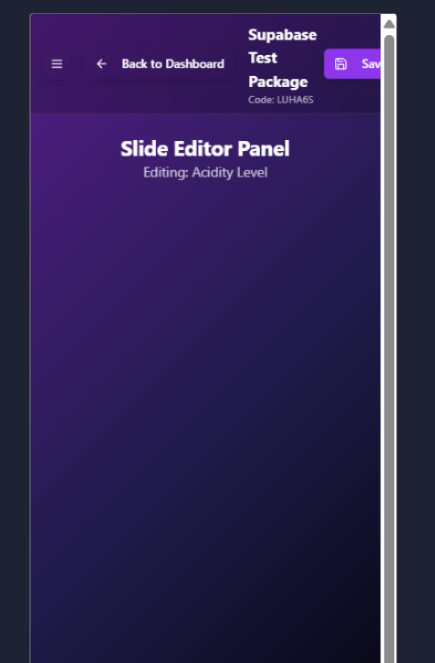 Back to Dashboard
Supabase
Test
Package
Code: LUHA6S
Sav
Slide Editor Panel
Editing: Acidity Level